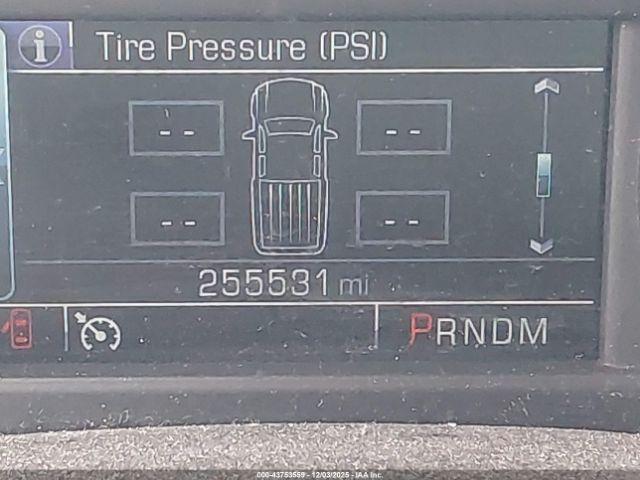 i Tire Pressure (PSI)
-- --
-- --
255531 mi
PRNDM
000-43753559 - 12/03/2025 - IAA Inc.